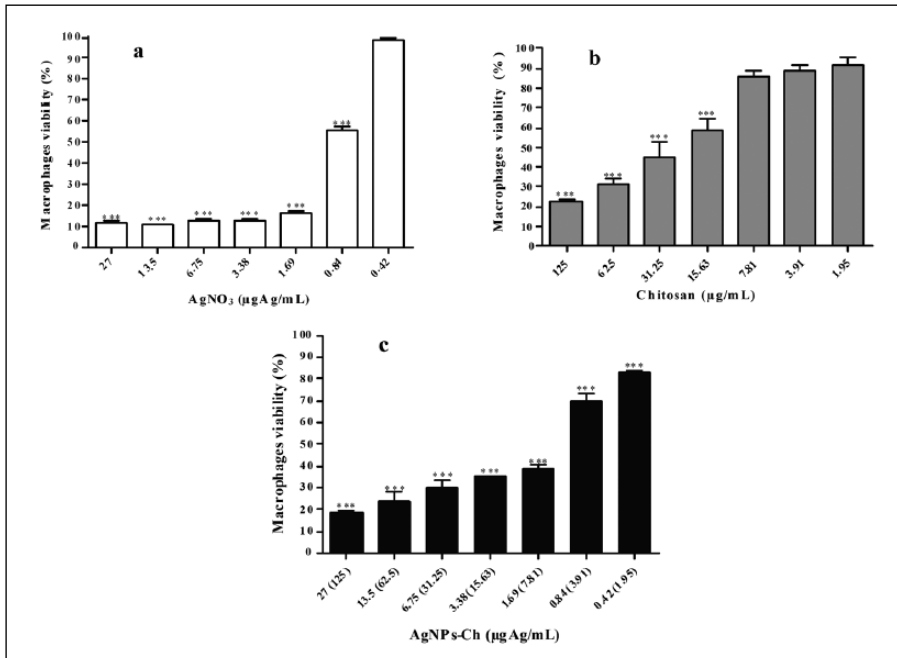 a
Macrophages viability (%)
100
90
80
70
60
50
40
30
20
10
0
*** *** *** *** *** ***
27 13.5 6.75 3.38 1.69 0.84 0.42
AgNO₃ (µgAg/mL)
b
Macrophages viability (%)
100
90
80
70
60
50
40
30
20
10
0
*** *** *** ***
125 62.5 31.25 15.63 7.81 3.91 1.95
Chitosan (µg/mL)
c
Macrophages viability (%)
100
90
80
70
60
50
40
30
20
10
0
*** *** *** *** *** *** ***
27 (125) 13.5 (62.5) 6.75 (31.25) 3.38 (15.63) 1.69 (7.81) 0.84 (3.91) 0.42 (1.95)
AgNPs-Ch (µgAg/mL)